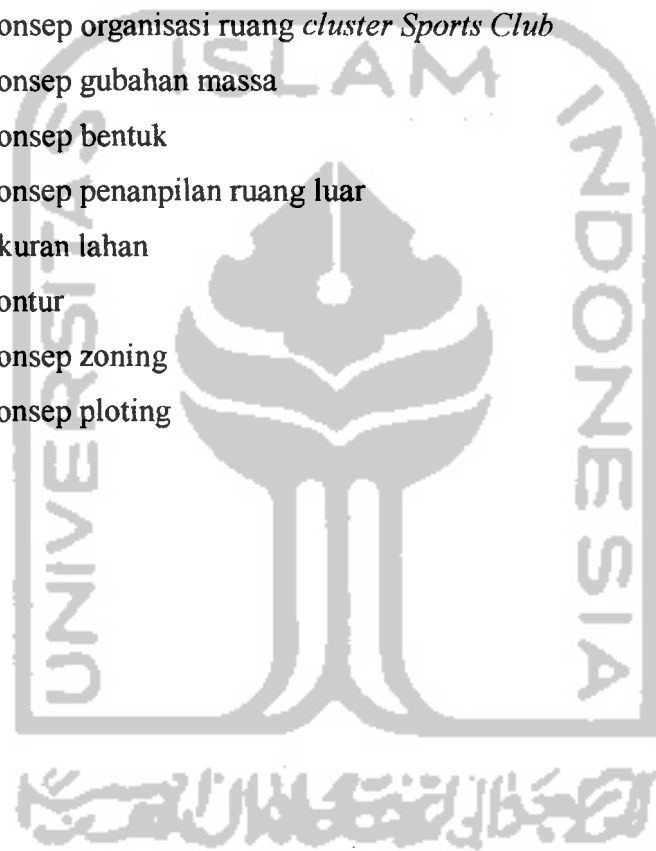 onsep organisasi ruang cluster Sports Club
onsep gubahan massa
onsep bentuk
onsep penanpilan ruang luar
kuran lahan
ontur
onsep zoning
onsep ploting
UNIVERSITAS
ISLAM
INDONESIA